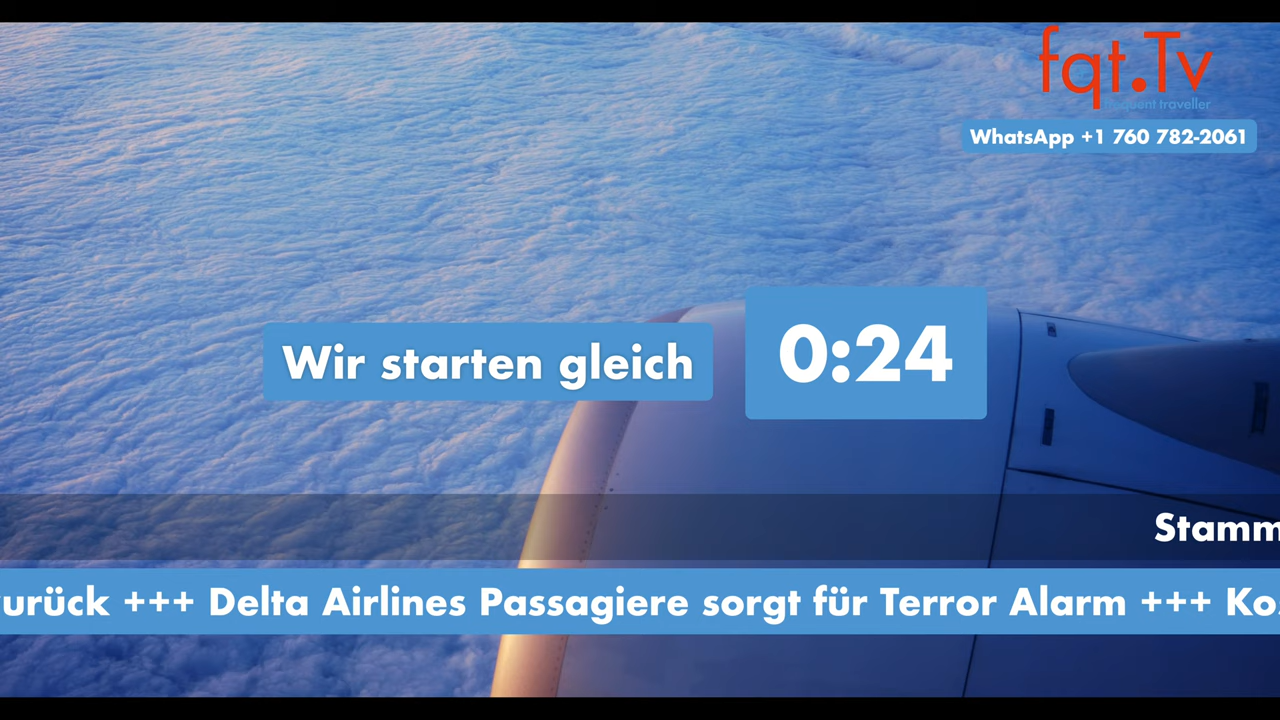 fqt.Tv
frequent traveller
WhatsApp +1 760 782-2061
Wir starten gleich
0:24
Stamm
urück +++ Delta Airlines Passagiere sorgt für Terror Alarm +++ Ko